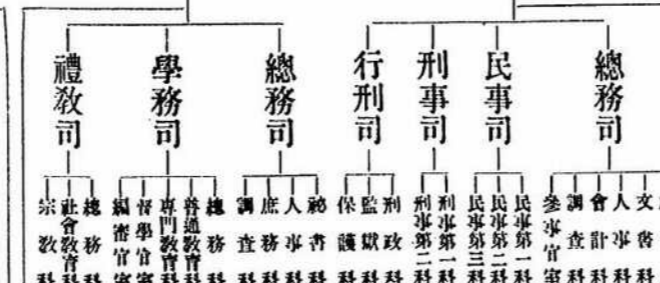 總務司
民事司
刑事司
行刑司
總務司
學務司
禮教司
文書科
人事科
會計科
調查科
參事官室
民事第一科
民事第二科
民事第三科
刑事第一科
刑事第二科
刑政科
監獄科
保護科
祕書科
人事科
庶務科
調查科
總務科
普通教育科
專門教育科
督學官室
編審官室
總務科
社會教育科
宗教科